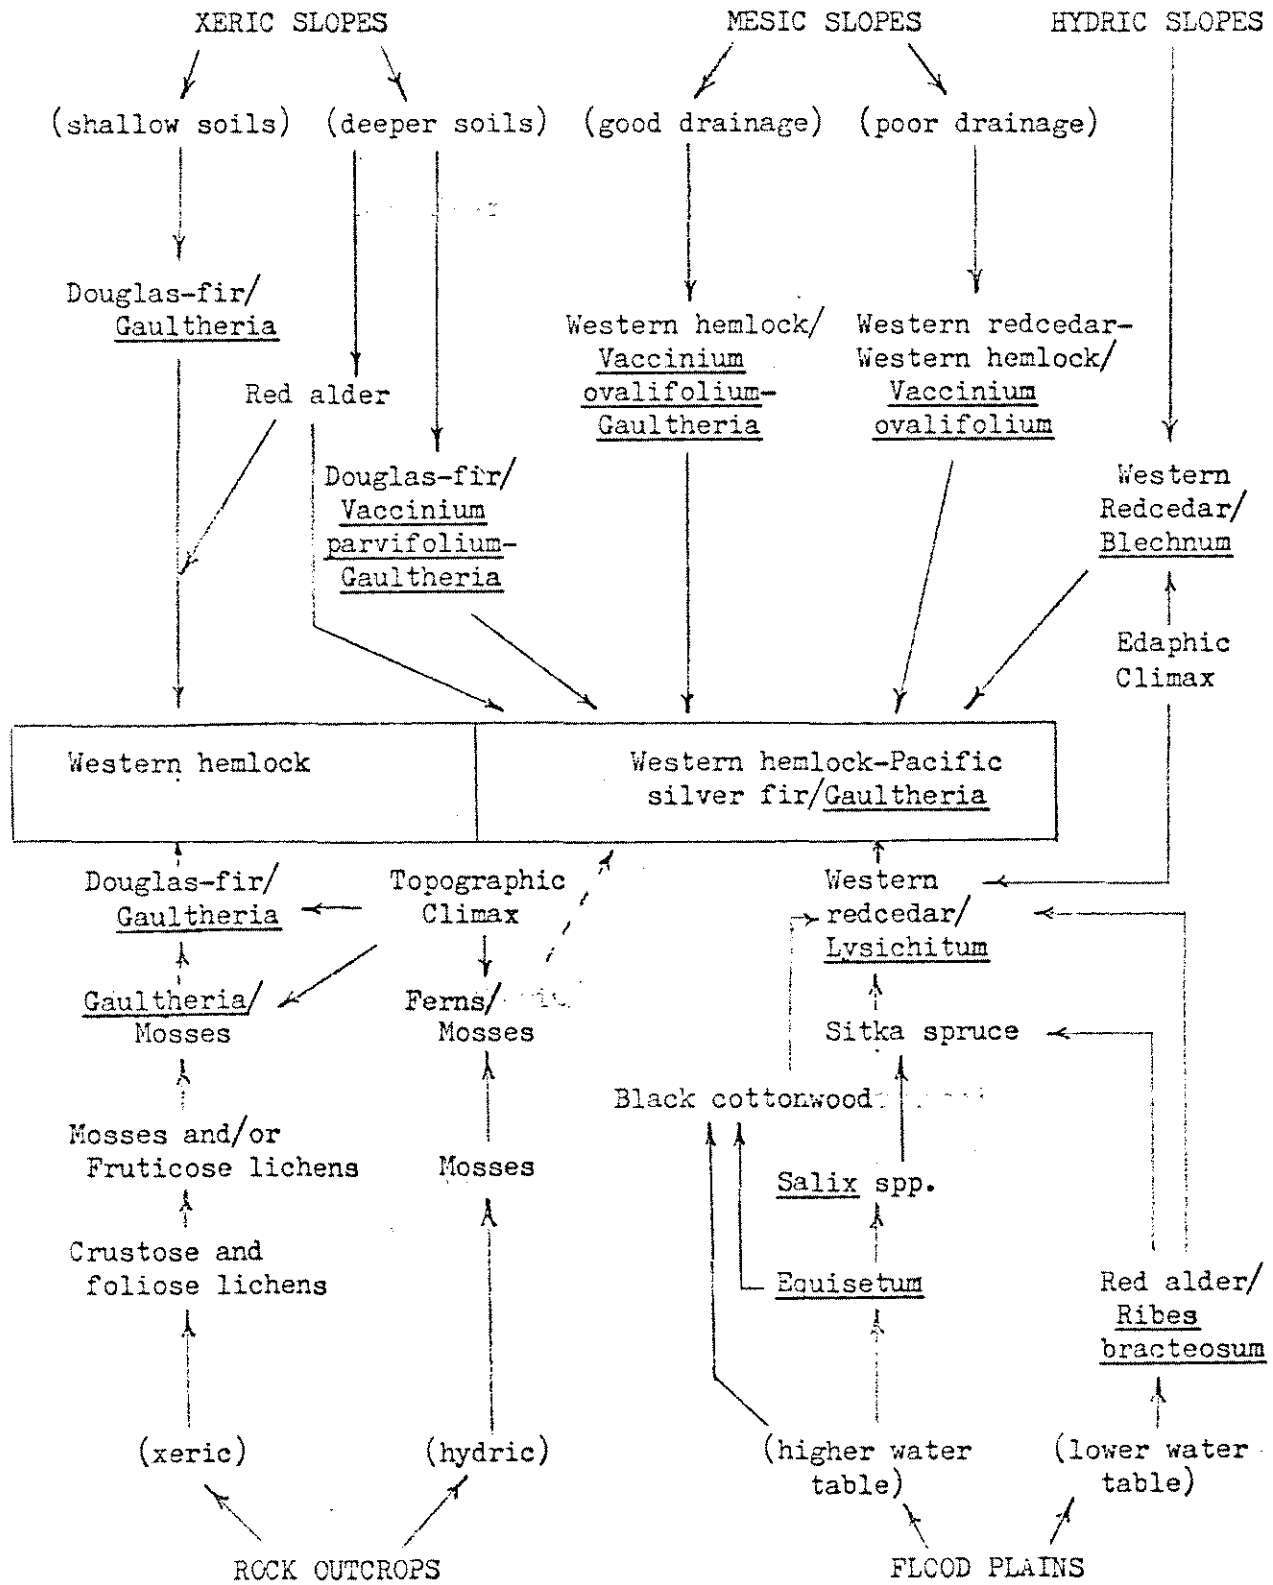 XERIC SLOPES
MESIC SLOPES
HYDRIC SLOPES
(shallow soils)
(deeper soils)
(good drainage)
(poor drainage)
Douglas-fir/
Gaultheria
Red alder
Douglas-fir/
Vaccinium
parvifolium-
Gaultheria
Western hemlock/
Vaccinium
ovalifolium-
Gaultheria
Western redcedar-
Western hemlock/
Vaccinium
ovalifolium
Western
Redcedar/
Blechnum
Edaphic
Climax
Western hemlock
Western hemlock-Pacific
silver fir/Gaultheria
Douglas-fir/
Gaultheria
Topographic
Climax
Western
redcedar/
Lysichitum
Gaultheria/
Mosses
Ferns/
Mosses
Sitka spruce
Black cottonwood
Mosses and/or
Fruticose lichens
Mosses
Salix spp.
Crustose and
foliose lichens
Equisetum
Red alder/
Ribes
bracteosum
(xeric)
(hydric)
(higher water
table)
(lower water
table)
ROCK OUTCROPS
FLOOD PLAINS